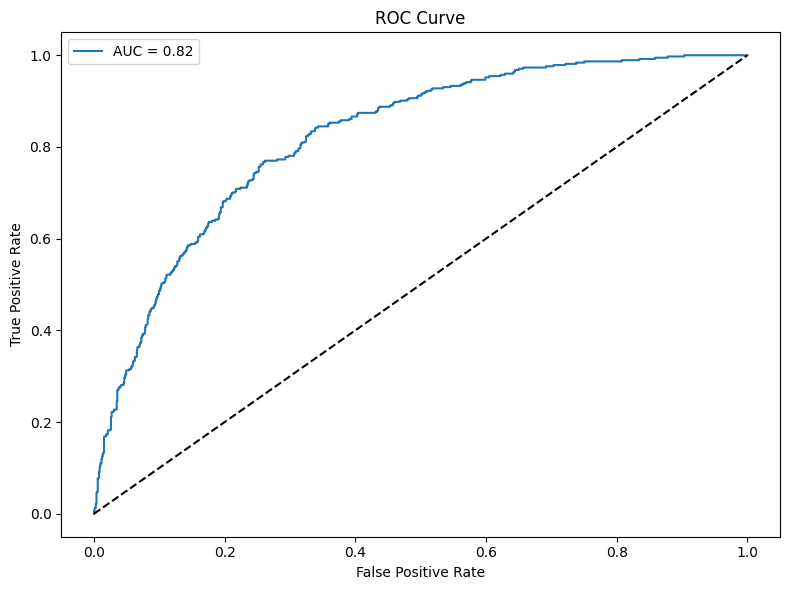 ROC Curve
AUC = 0.82
True Positive Rate
1.0
0.8
0.6
0.4
0.2
0.0
0.0 0.2 0.4 0.6 0.8 1.0
False Positive Rate